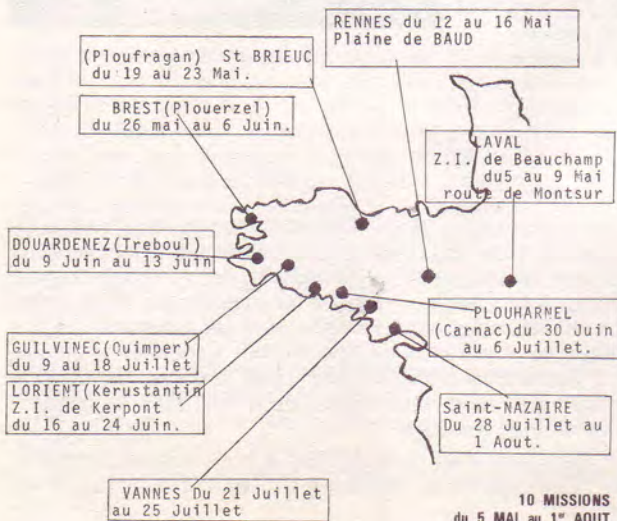 RENNES du 12 au 16 Mai
Plaine de BAUD
(Ploufragan) St BRIEUC
du 19 au 23 Mai.
BREST(Plouerzel)
du 26 mai au 6 Juin.
LAVAL
Z.I. de Beauchamp
du5 au 9 Mai
route de Montsur
DOUARDENEZ(Treboul)
du 9 Juin au 13 juin
PLOUHARNEL
(Carnac)du 30 Juin
au 6 Juillet.
GUILVINEC(Quimper)
du 9 au 18 Juillet
LORIENT(Kerustantin
Z.I. de Kerpont
du 16 au 24 Juin.
Saint-NAZAIRE
Du 28 Juillet au
1 Aout.
VANNES Du 21 Juillet
au 25 Juillet
10 MISSIONS
du 5 MAI au 1er AOUT